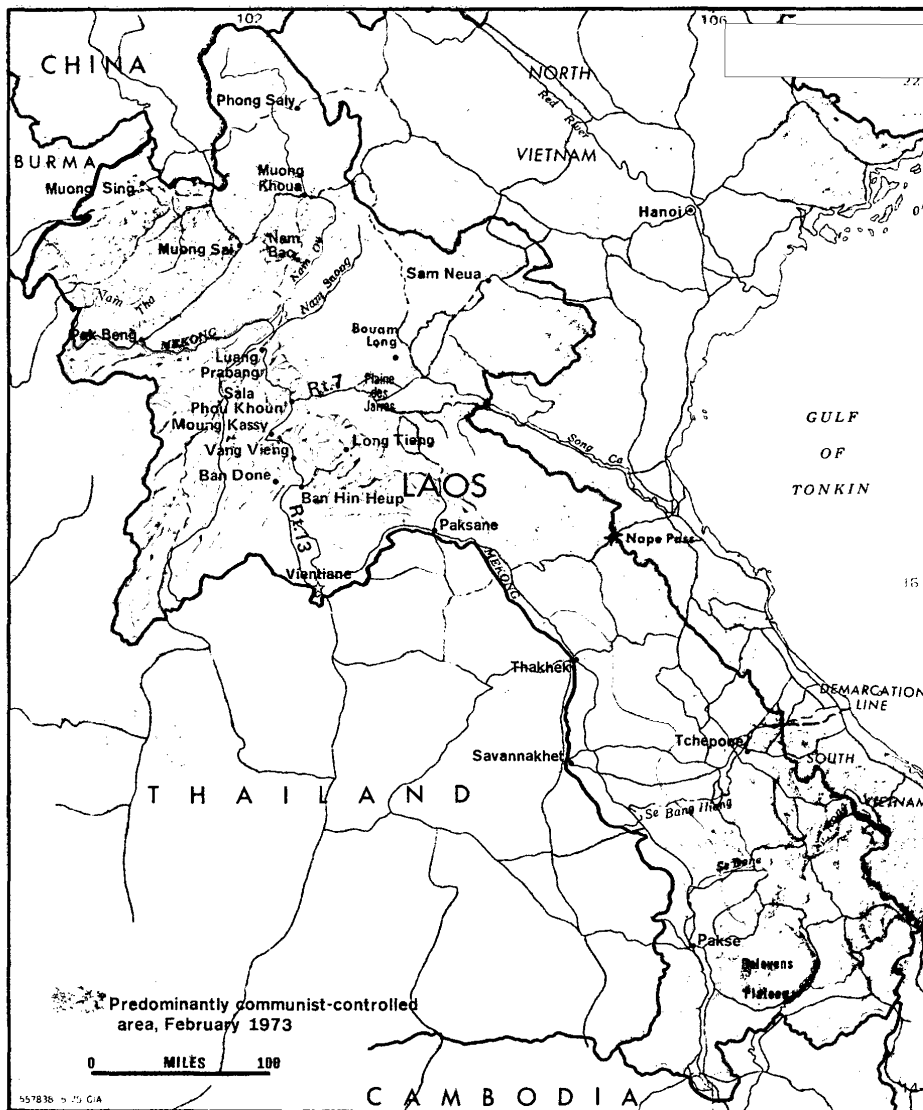 102
106
CHINA
22
NORTH
Phong Saly
Red River
VIETNAM
BURMA
Muong Sing
Muong Khoua
Hanoi
Muong Sai
Nam Bac
Nam Ou
Sam Neua
Nam Tha
Nam Suong
Pak Beng
MEKONG
Bouam Long
Luang Prabang
Rt.7
Plaine des Jarres
Sala Phou Khoun
Moung Kassy
GULF
OF
TONKIN
Song Ca
Long Tieng
Vang Vieng
LAOS
Ban Done
Ban Hin Heup
Rt.13
Paksane
Nape Pass
MEKONG
Vientiane
Thakhek
DEMARCATION LINE
Tchepone
SOUTH
VIETNAM
Savannakhet
THAILAND
Se Bang Hieng
Pakse
Bolovens
Plateau
Predominantly communist-controlled
area, February 1973
0 MILES 100
CAMBODIA